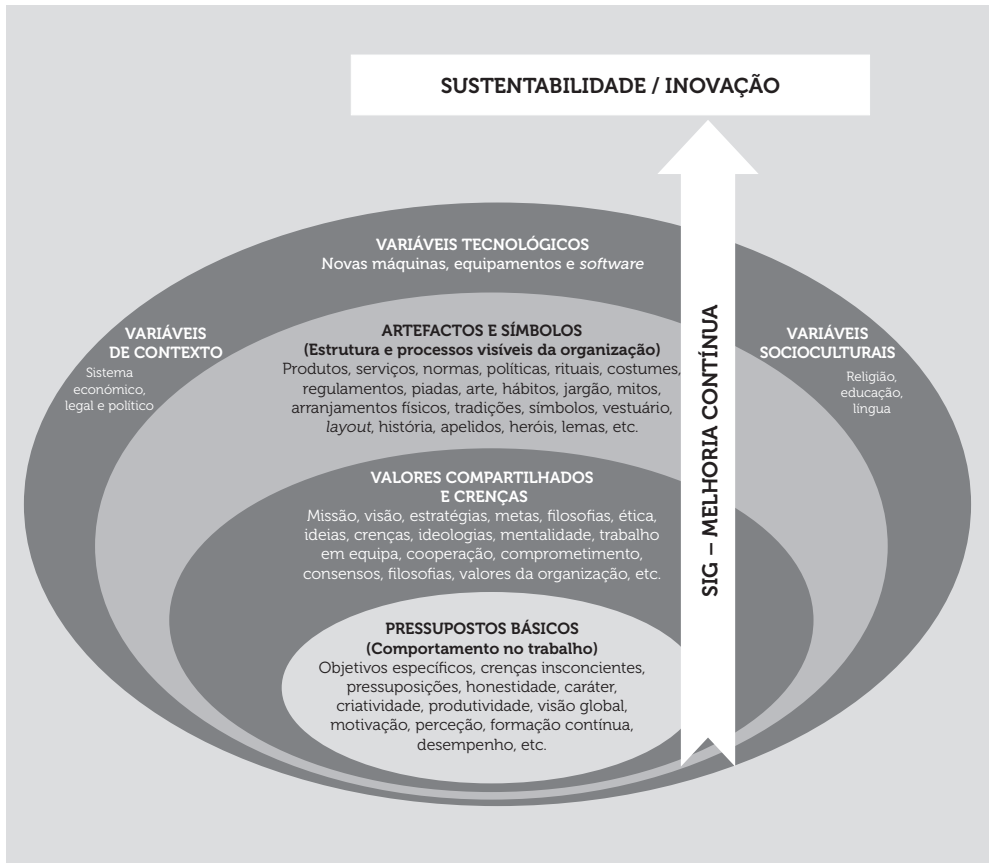 SUSTENTABILIDADE / INOVAÇÃO
VARIÁVEIS TECNOLÓGICOS
Novas máquinas, equipamentos e software
VARIÁVEIS
DE CONTEXTO
Sistema
económico,
legal e político
ARTEFACTOS E SÍMBOLOS
(Estrutura e processos visíveis da organização)
Produtos, serviços, normas, políticas, rituais, costumes,
regulamentos, piadas, arte, hábitos, jargão, mitos,
arranjamentos físicos, tradições, símbolos, vestuário,
layout, história, apelidos, heróis, lemas, etc.
VARIÁVEIS
SOCIOCULTURAIS
Religião,
educação,
língua
SIG – MELHORIA CONTÍNUA
VALORES COMPARTILHADOS
E CRENÇAS
Missão, visão, estratégias, metas, filosofias, ética,
ideias, crenças, ideologias, mentalidade, trabalho
em equipa, cooperação, comprometimento,
consensos, filosofias, valores da organização, etc.
PRESSUPOSTOS BÁSICOS
(Comportamento no trabalho)
Objetivos específicos, crenças insconcientes,
pressuposições, honestidade, caráter,
criatividade, produtividade, visão global,
motivação, perceção, formação contínua,
desempenho, etc.